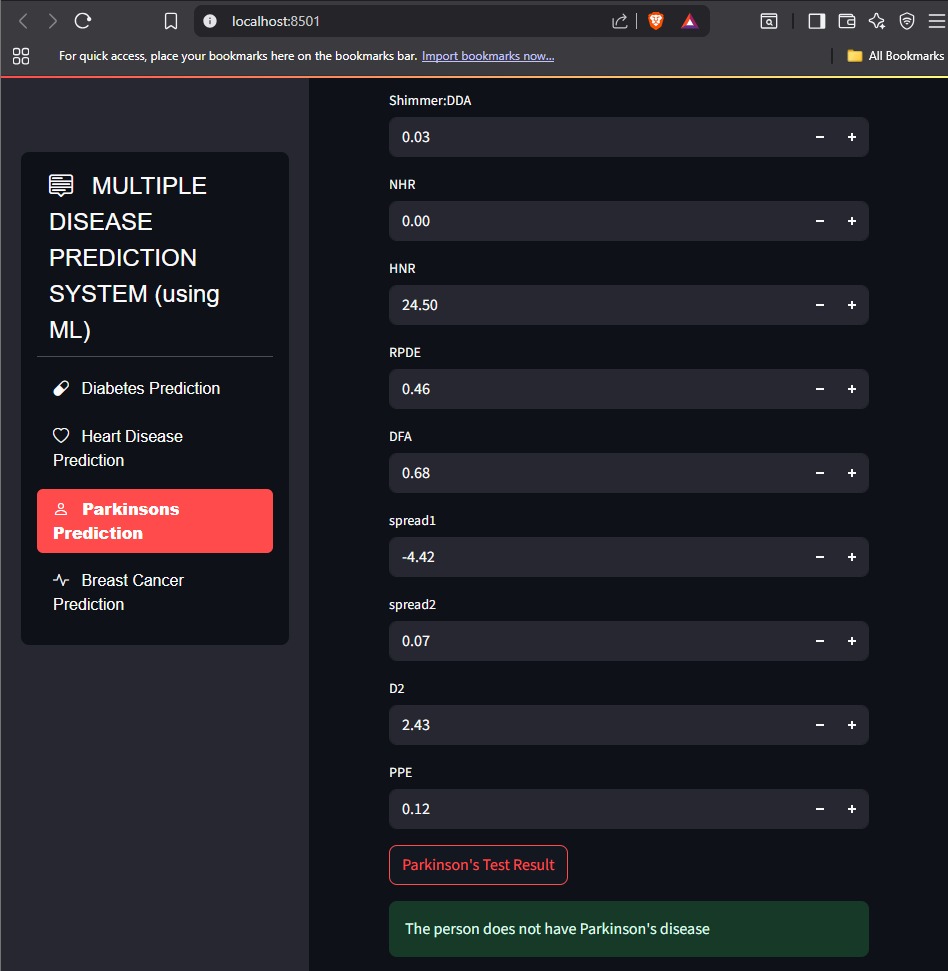 localhost:8501
For quick access, place your bookmarks here on the bookmarks bar. Import bookmarks now...
All Bookmarks
MULTIPLE
DISEASE
PREDICTION
SYSTEM (using
ML)
Diabetes Prediction
Heart Disease
Prediction
Parkinsons
Prediction
Breast Cancer
Prediction
Shimmer:DDA
0.03
NHR
0.00
HNR
24.50
RPDE
0.46
DFA
0.68
spread1
-4.42
spread2
0.07
D2
2.43
PPE
0.12
Parkinson's Test Result
The person does not have Parkinson's disease